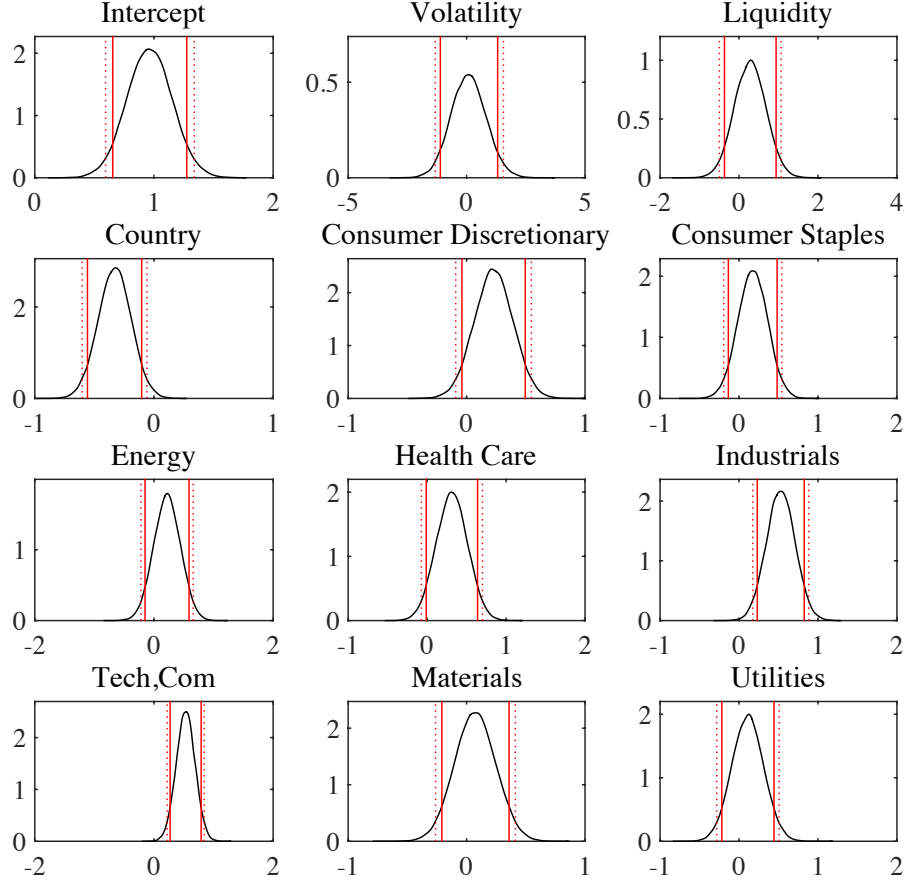 Intercept Volatility Liquidity
2 1 0
0 1 2
0.5 0
-5 0 5
1 0.5 0
-2 0 2 4
Country Consumer Discretionary Consumer Staples
2 0
-1 0 1
2 1 0
-1 0 1
2 1 0
-1 0 1 2
Energy Health Care Industrials
1 0
-2 0 2
2 1 0
-1 0 1 2
2 1 0
-1 0 1 2
Tech,Com Materials Utilities
2 1 0
-2 0 2
2 1 0
-1 0 1
2 1 0
-1 0 1 2